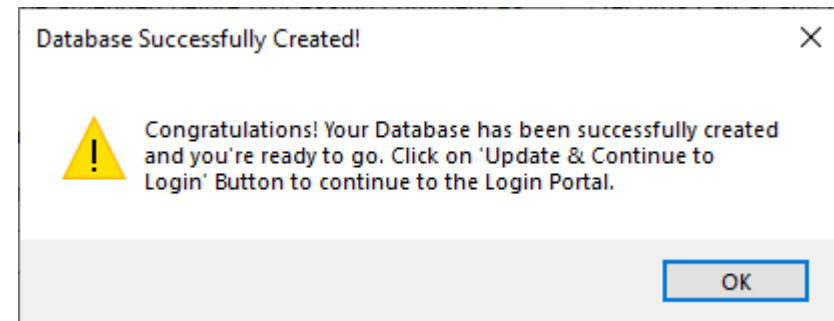 Database Successfully Created!
Congratulations! Your Database has been successfully created
and you're ready to go. Click on 'Update & Continue to
Login' Button to continue to the Login Portal.
OK